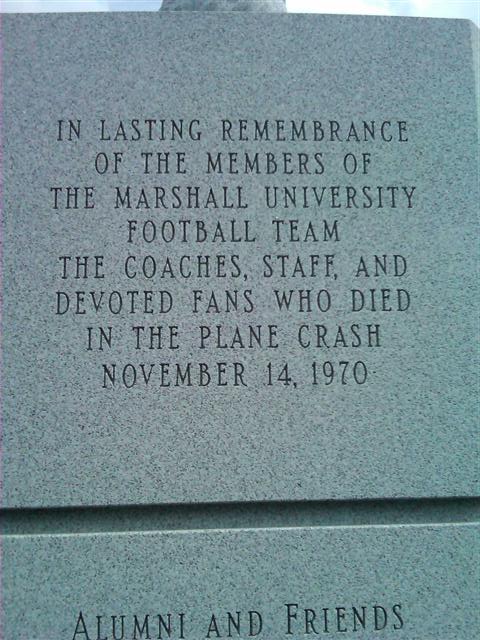 IN LASTING REMEMBRANCE
OF THE MEMBERS OF
THE MARSHALL UNIVERSITY
FOOTBALL TEAM
THE COACHES, STAFF, AND
DEVOTED FANS WHO DIED
IN THE PLANE CRASH
NOVEMBER 14, 1970
ALUMNI AND FRIENDS